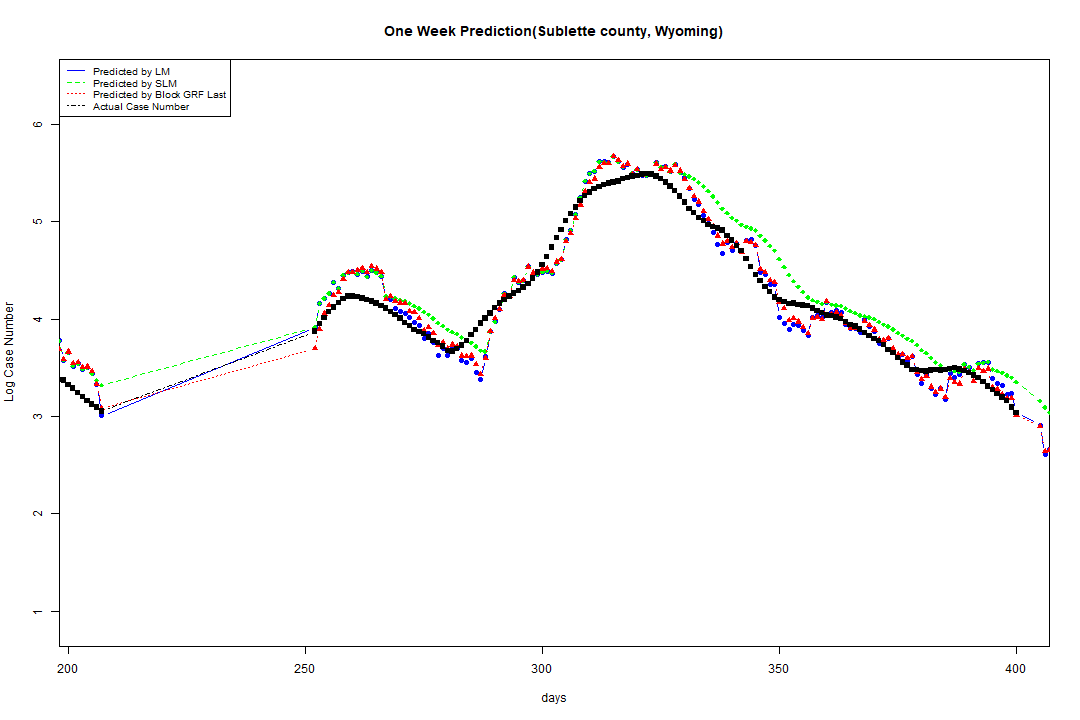 One Week Prediction(Sublette county, Wyoming)
Predicted by LM
Predicted by SLM
Predicted by Block GRF Last
Actual Case Number
6
5
4
3
2
1
Log Case Number
200 250 300 350 400
days